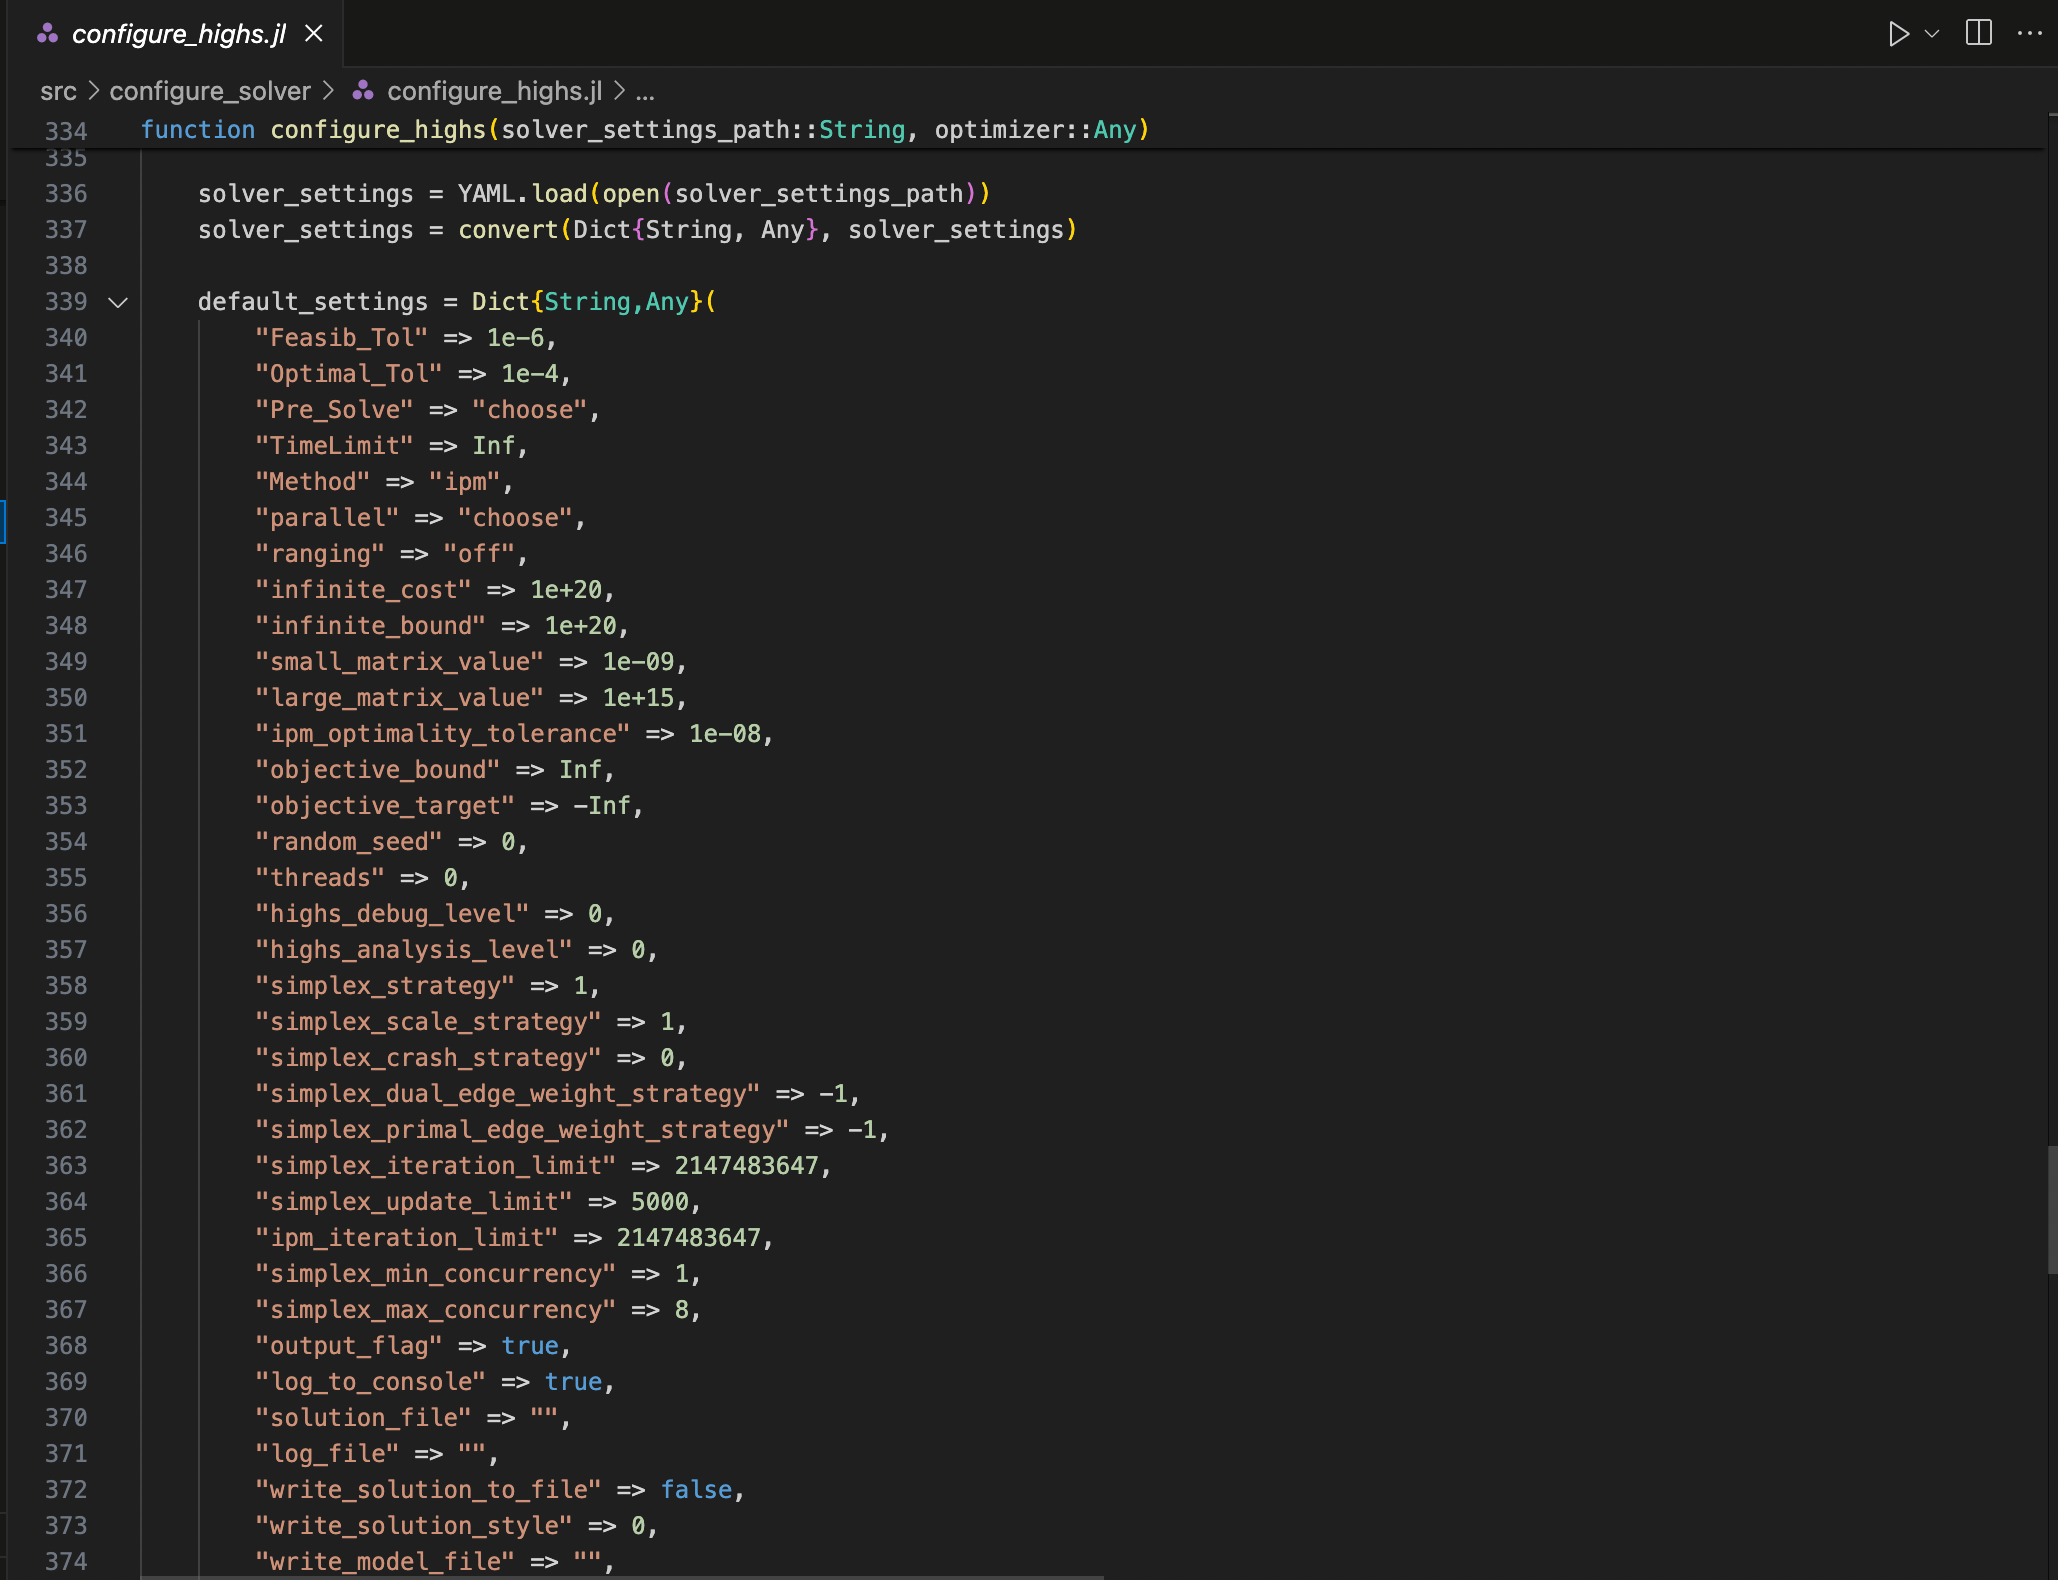 configure_highs.jl
src > configure_solver > configure_highs.jl > ...
334 function configure_highs(solver_settings_path::String, optimizer::Any)
335
336 solver_settings = YAML.load(open(solver_settings_path))
337 solver_settings = convert(Dict{String, Any}, solver_settings)
338
339 default_settings = Dict{String,Any}(
340 "Feasib_Tol" => 1e-6,
341 "Optimal_Tol" => 1e-4,
342 "Pre_Solve" => "choose",
343 "TimeLimit" => Inf,
344 "Method" => "ipm",
345 "parallel" => "choose",
346 "ranging" => "off",
347 "infinite_cost" => 1e+20,
348 "infinite_bound" => 1e+20,
349 "small_matrix_value" => 1e-09,
350 "large_matrix_value" => 1e+15,
351 "ipm_optimality_tolerance" => 1e-08,
352 "objective_bound" => Inf,
353 "objective_target" => -Inf,
354 "random_seed" => 0,
355 "threads" => 0,
356 "highs_debug_level" => 0,
357 "highs_analysis_level" => 0,
358 "simplex_strategy" => 1,
359 "simplex_scale_strategy" => 1,
360 "simplex_crash_strategy" => 0,
361 "simplex_dual_edge_weight_strategy" => -1,
362 "simplex_primal_edge_weight_strategy" => -1,
363 "simplex_iteration_limit" => 2147483647,
364 "simplex_update_limit" => 5000,
365 "ipm_iteration_limit" => 2147483647,
366 "simplex_min_concurrency" => 1,
367 "simplex_max_concurrency" => 8,
368 "output_flag" => true,
369 "log_to_console" => true,
370 "solution_file" => "",
371 "log_file" => "",
372 "write_solution_to_file" => false,
373 "write_solution_style" => 0,
374 "write_model_file" => "",